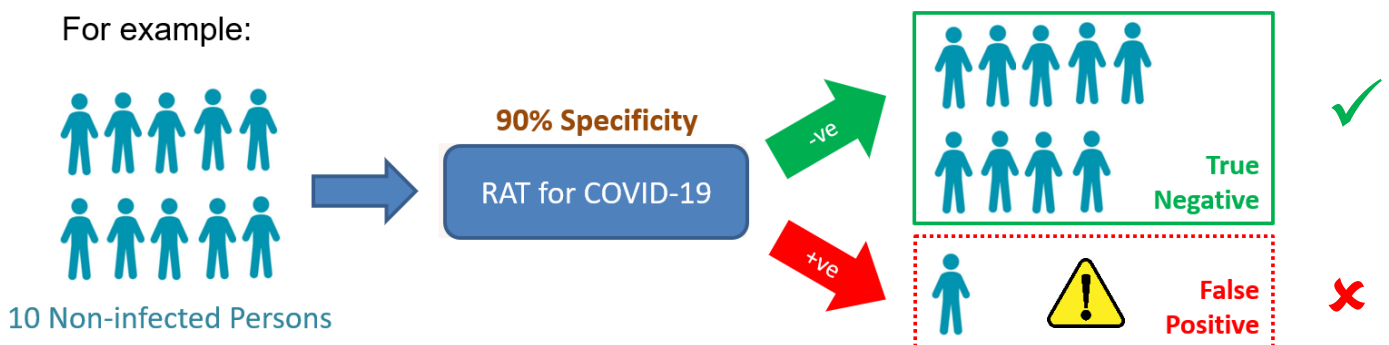 For example:
10 Non-infected Persons
90% Specificity
RAT for COVID-19
-ve
+ve
True
Negative
False
Positive